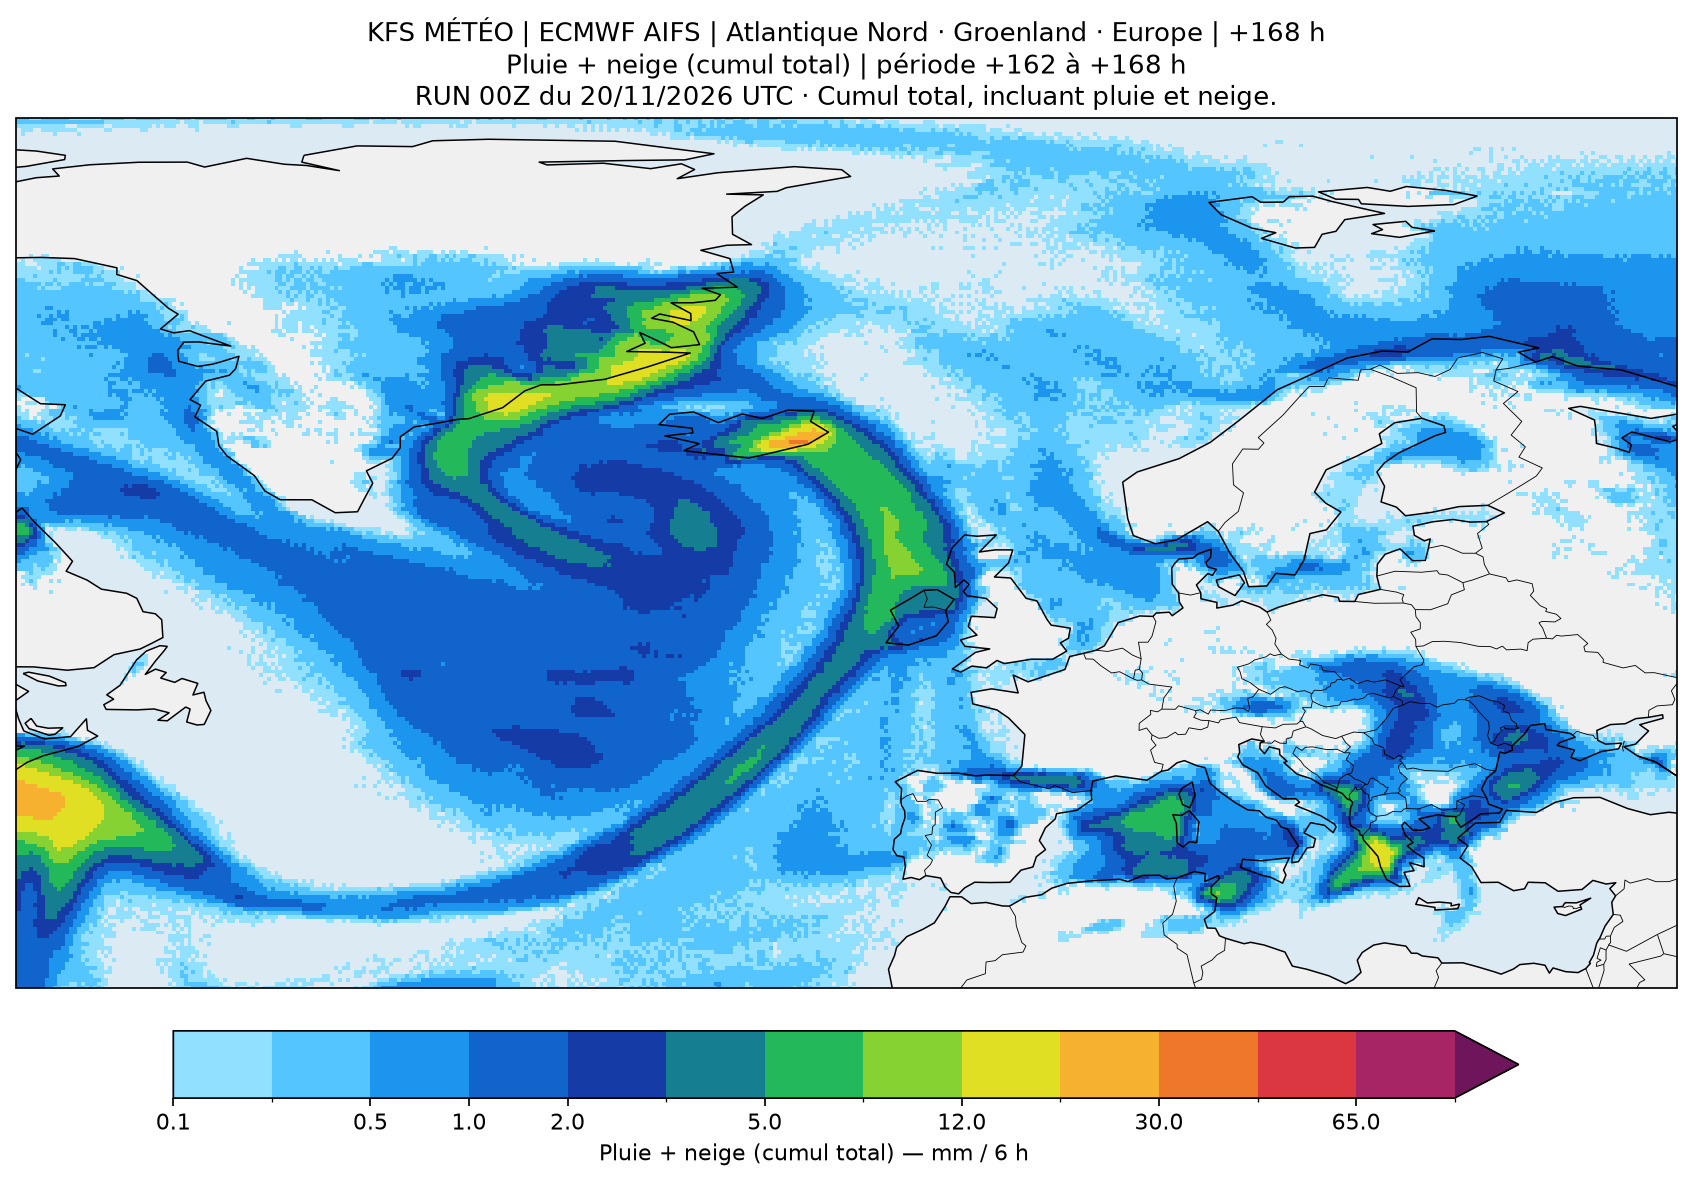 KFS MÉTÉO | ECMWF AIFS | Atlantique Nord · Groenland · Europe | +168 h
Pluie + neige (cumul total) | période +162 à +168 h
RUN 00Z du 20/11/2026 UTC · Cumul total, incluant pluie et neige.
0.1 0.5 1.0 2.0 5.0 12.0 30.0 65.0
Pluie + neige (cumul total) — mm / 6 h